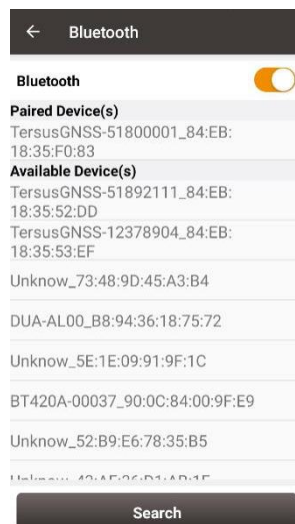 Bluetooth
Bluetooth
Paired Device(s)
TersusGNSS-51800001_84:EB:
18:35:F0:83
Available Device(s)
TersusGNSS-51892111_84:EB:
18:35:52:DD
TersusGNSS-12378904_84:EB:
18:35:53:EF
Unknow_73:48:9D:45:A3:B4
DUA-AL00_B8:94:36:18:75:72
Unknow_5E:1E:09:91:9F:1C
BT420A-00037_90:0C:84:00:9F:E9
Unknow_52:B9:E6:78:35:B5
Search